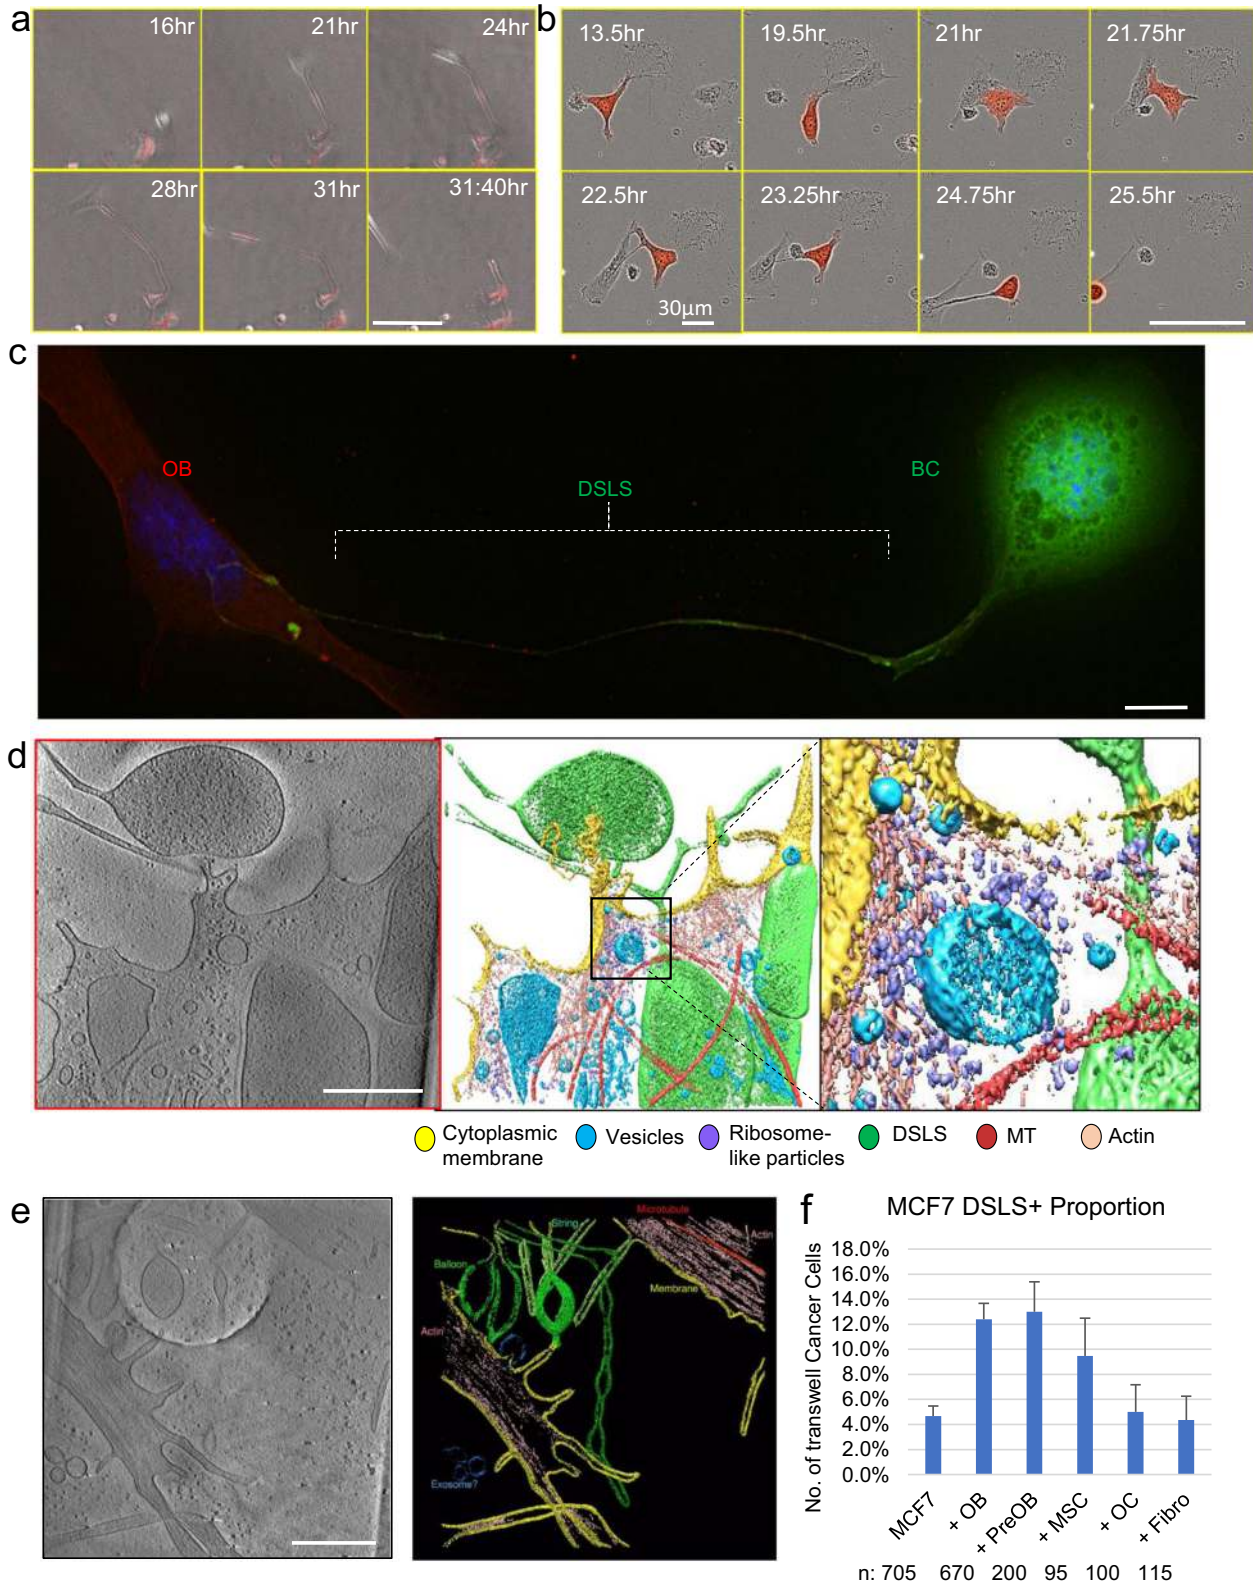 a
16hr
21hr
24hr
28hr
31hr
31:40hr
b
13.5hr
19.5hr
21hr
21.75hr
22.5hr
23.25hr
24.75hr
25.5hr
30µm
c
OB
DSLS
BC
d
Cytoplasmic
membrane
Vesicles
Ribosome-
like particles
DSLS
MT
Actin
e
Microtubule
Actin
String
Balloon
Membrane
Actin
Exosome?
f
MCF7 DSLS+ Proportion
No. of transwell Cancer Cells
18.0%
16.0%
14.0%
12.0%
10.0%
8.0%
6.0%
4.0%
2.0%
0.0%
MCF7
+ OB
+ PreOB
+ MSC
+ OC
+ Fibro
n: 705 670 200 95 100 115